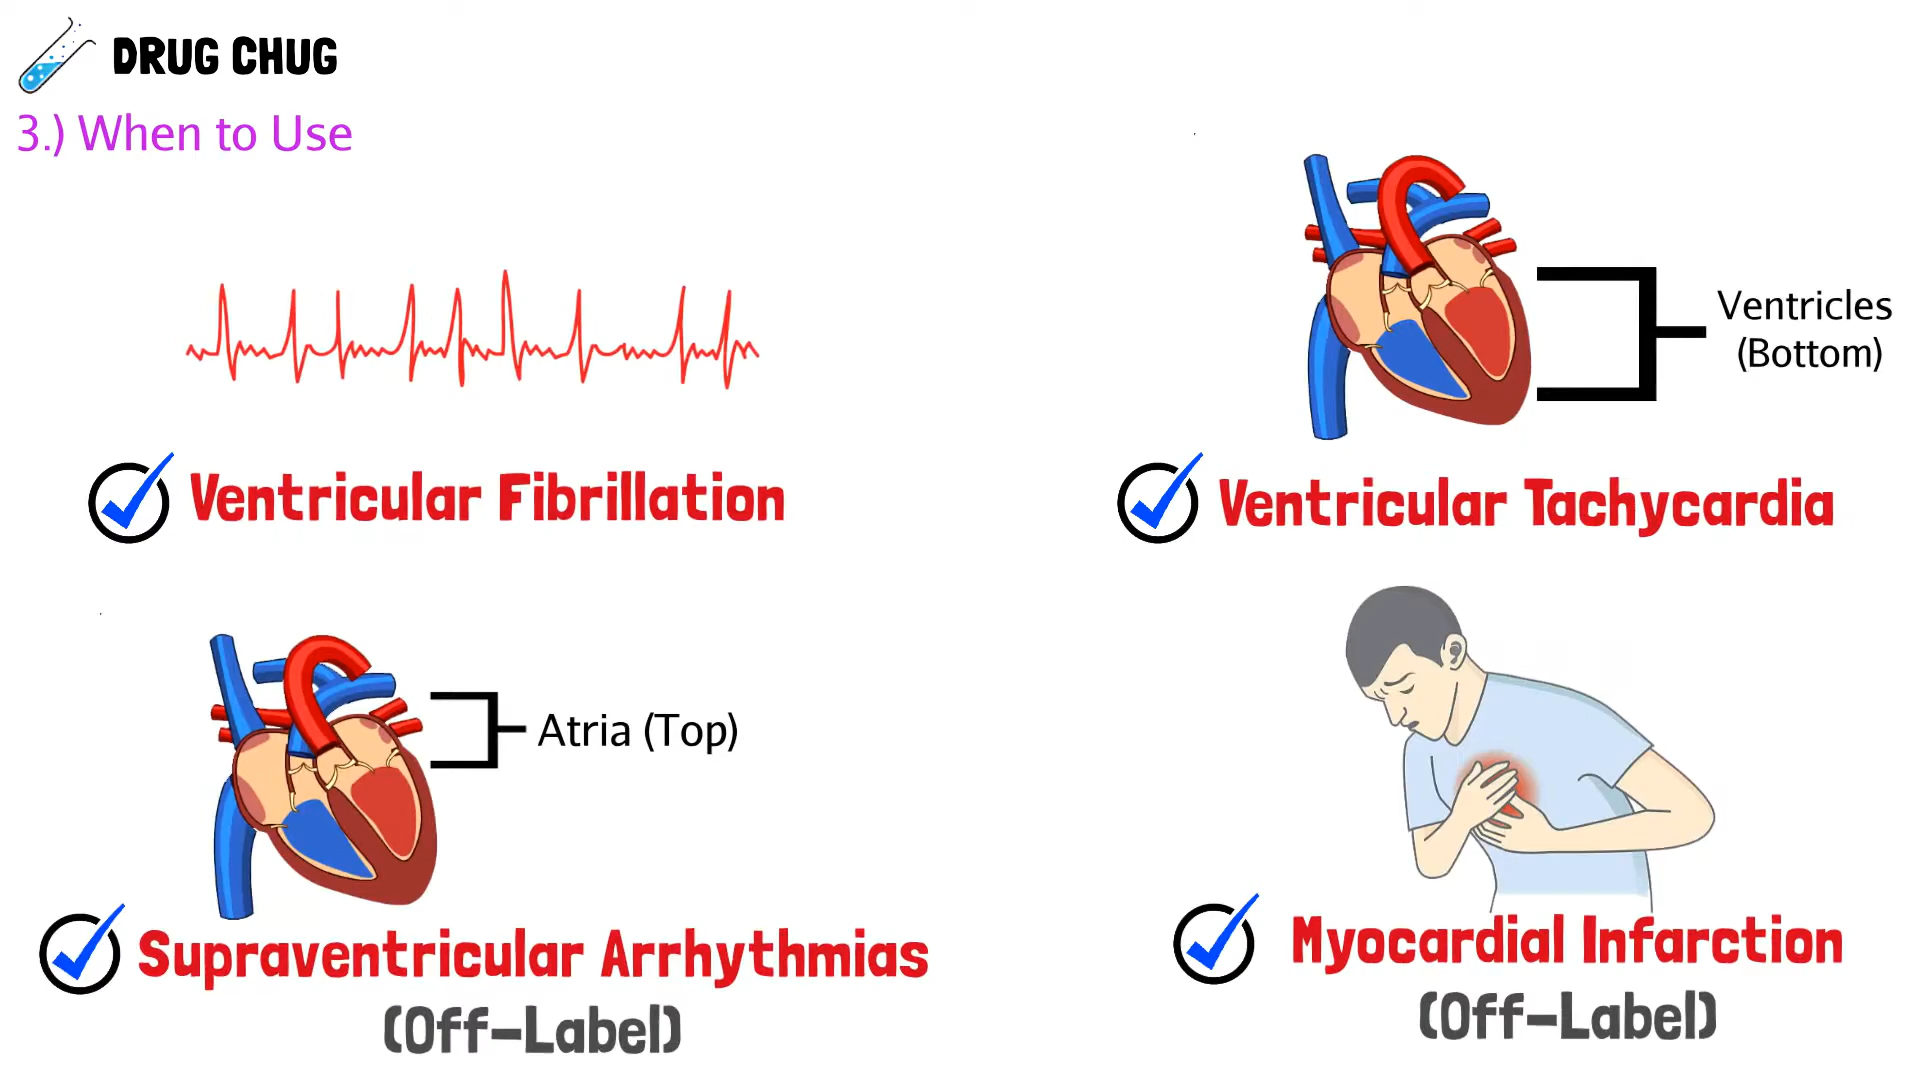 DRUG CHUG
3.) When to Use
Ventricles
(Bottom)
Ventricular Fibrillation
Ventricular Tachycardia
Atria (Top)
Supraventricular Arrhythmias
(Off-Label)
Myocardial Infarction
(Off-Label)